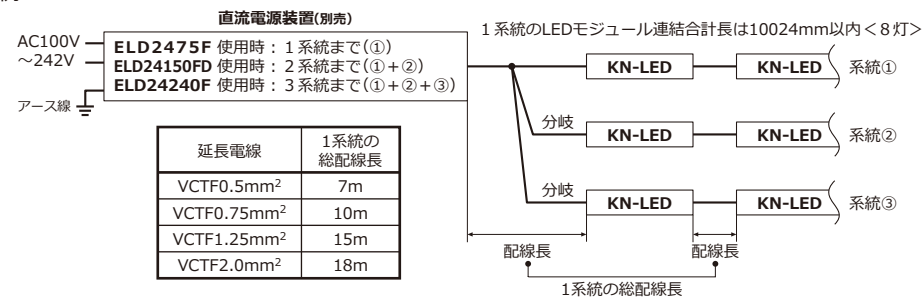 直流電源装置(別売)
1系統のLEDモジュール連結合計長は10024mm以内＜8灯＞
AC100V
～242V
アース線
ELD2475F 使用時：1系統まで(①)
ELD24150FD 使用時：2系統まで(①＋②)
ELD24240F 使用時：3系統まで(①＋②＋③)
KN-LED KN-LED 系統①
分岐 KN-LED KN-LED 系統②
分岐 KN-LED KN-LED 系統③
延長電線 1系統の総配線長
VCTF0.5mm² 7m
VCTF0.75mm² 10m
VCTF1.25mm² 15m
VCTF2.0mm² 18m
配線長 配線長
1系統の総配線長